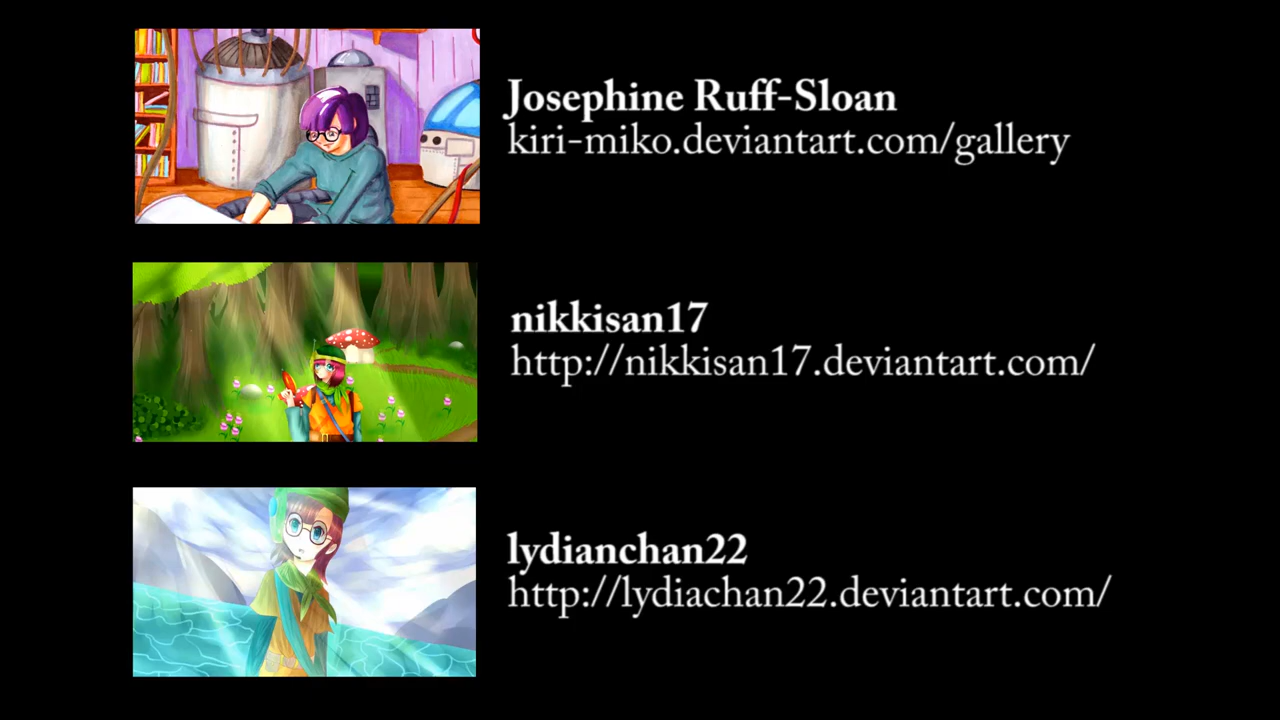 Josephine Ruff-Sloan
kiri-miko.deviantart.com/gallery
nikkisan17
http://nikkisan17.deviantart.com/
lydianchan22
http://lydiachan22.deviantart.com/